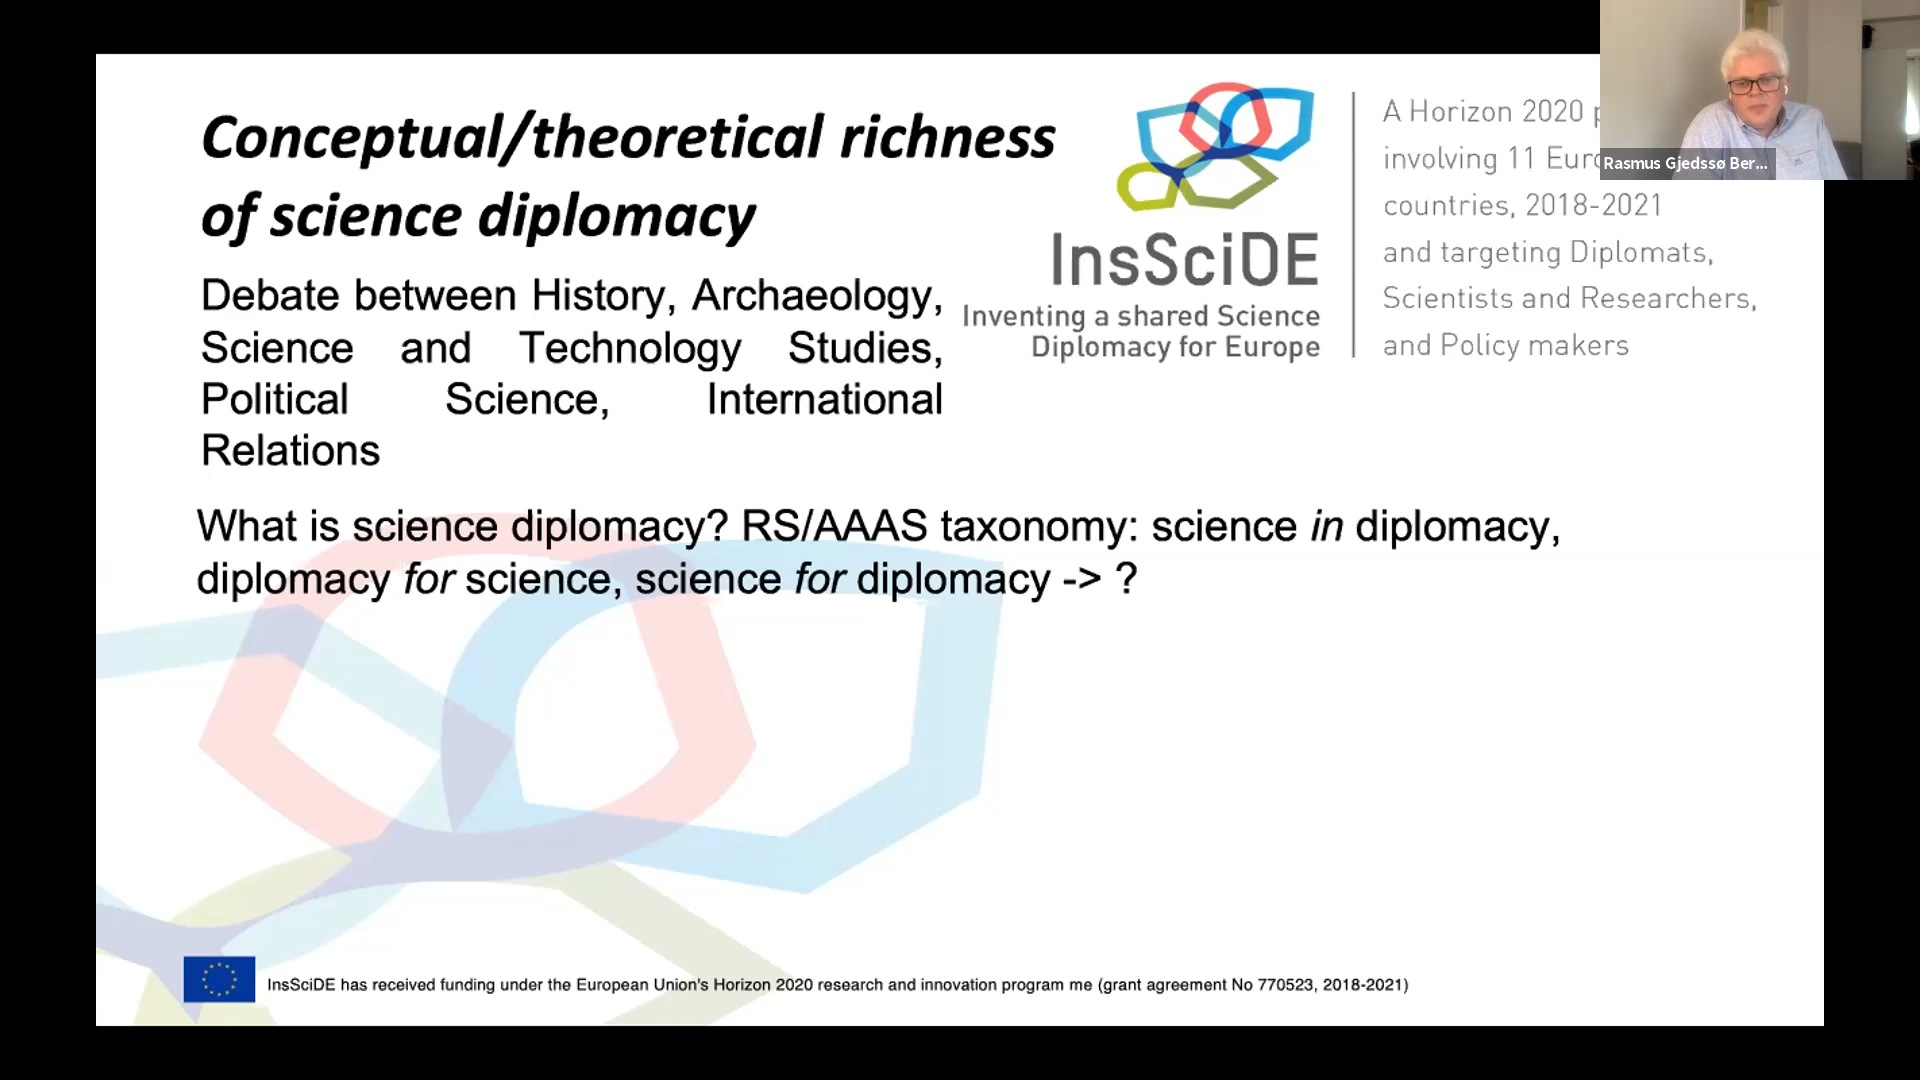 Conceptual/theoretical richness
of science diplomacy
Debate between History, Archaeology,
Science and Technology Studies,
Political Science, International
Relations
What is science diplomacy? RS/AAAS taxonomy: science in diplomacy,
diplomacy for science, science for diplomacy -> ?
InsSciDE
Inventing a shared Science
Diplomacy for Europe
A Horizon 2020
involving 11
countries, 2018-2021
and targeting Diplomats,
Scientists and Researchers,
and Policy makers
Rasmus Gjedssø Ber...
InsSciDE has received funding under the European Union's Horizon 2020 research and innovation program me (grant agreement No 770523, 2018-2021)